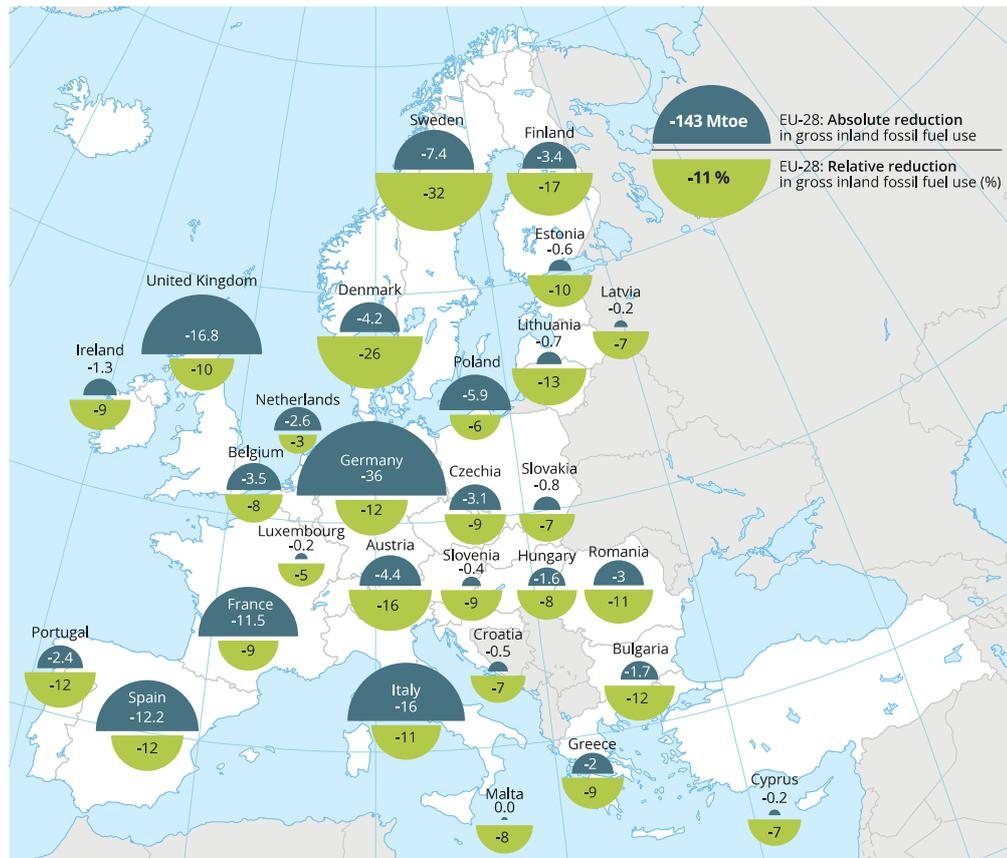 -143 Mtoe
EU-28: Absolute reduction
in gross inland fossil fuel use
-11 %
EU-28: Relative reduction
in gross inland fossil fuel use (%)
Sweden
-7.4
-32
Finland
-3.4
-17
Estonia
-0.6
-10
United Kingdom
-16.8
-10
Denmark
-4.2
-26
Latvia
-0.2
-7
Lithuania
-0.7
-13
Ireland
-1.3
-9
Poland
-5.9
-6
Netherlands
-2.6
-3
Germany
-36
-12
Belgium
-3.5
-8
Czechia
-3.1
-9
Slovakia
-0.8
-7
Luxembourg
-0.2
-5
Austria
-4.4
-16
Slovenia
-0.4
-9
Hungary
-1.6
-8
Romania
-3
-11
France
-11.5
-9
Portugal
-2.4
-12
Croatia
-0.5
-7
Bulgaria
-1.7
-12
Spain
-12.2
-12
Italy
-16
-11
Greece
-2
-9
Malta
0.0
-8
Cyprus
-0.2
-7